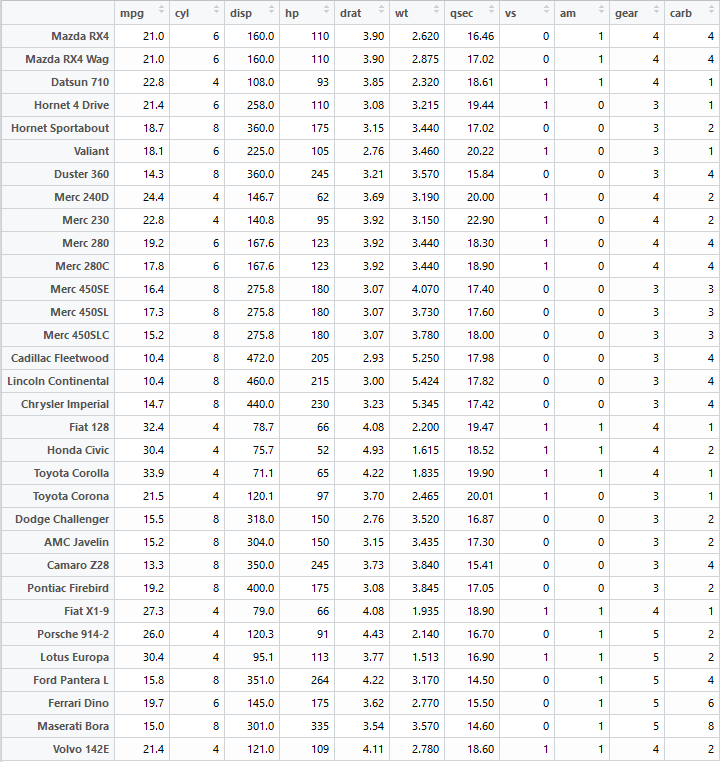 mpg cyl disp hp drat wt qsec vs am gear carb
Mazda RX4 21.0 6 160.0 110 3.90 2.620 16.46 0 1 4 4
Mazda RX4 Wag 21.0 6 160.0 110 3.90 2.875 17.02 0 1 4 4
Datsun 710 22.8 4 108.0 93 3.85 2.320 18.61 1 1 4 1
Hornet 4 Drive 21.4 6 258.0 110 3.08 3.215 19.44 1 0 3 1
Hornet Sportabout 18.7 8 360.0 175 3.15 3.440 17.02 0 0 3 2
Valiant 18.1 6 225.0 105 2.76 3.460 20.22 1 0 3 1
Duster 360 14.3 8 360.0 245 3.21 3.570 15.84 0 0 3 4
Merc 240D 24.4 4 146.7 62 3.69 3.190 20.00 1 0 4 2
Merc 230 22.8 4 140.8 95 3.92 3.150 22.90 1 0 4 2
Merc 280 19.2 6 167.6 123 3.92 3.440 18.30 1 0 4 4
Merc 280C 17.8 6 167.6 123 3.92 3.440 18.90 1 0 4 4
Merc 450SE 16.4 8 275.8 180 3.07 4.070 17.40 0 0 3 3
Merc 450SL 17.3 8 275.8 180 3.07 3.730 17.60 0 0 3 3
Merc 450SLC 15.2 8 275.8 180 3.07 3.780 18.00 0 0 3 3
Cadillac Fleetwood 10.4 8 472.0 205 2.93 5.250 17.98 0 0 3 4
Lincoln Continental 10.4 8 460.0 215 3.00 5.424 17.82 0 0 3 4
Chrysler Imperial 14.7 8 440.0 230 3.23 5.345 17.42 0 0 3 4
Fiat 128 32.4 4 78.7 66 4.08 2.200 19.47 1 1 4 1
Honda Civic 30.4 4 75.7 52 4.93 1.615 18.52 1 1 4 2
Toyota Corolla 33.9 4 71.1 65 4.22 1.835 19.90 1 1 4 1
Toyota Corona 21.5 4 120.1 97 3.70 2.465 20.01 1 0 3 1
Dodge Challenger 15.5 8 318.0 150 2.76 3.520 16.87 0 0 3 2
AMC Javelin 15.2 8 304.0 150 3.15 3.435 17.30 0 0 3 2
Camaro Z28 13.3 8 350.0 245 3.73 3.840 15.41 0 0 3 4
Pontiac Firebird 19.2 8 400.0 175 3.08 3.845 17.05 0 0 3 2
Fiat X1-9 27.3 4 79.0 66 4.08 1.935 18.90 1 1 4 1
Porsche 914-2 26.0 4 120.3 91 4.43 2.140 16.70 0 1 5 2
Lotus Europa 30.4 4 95.1 113 3.77 1.513 16.90 1 1 5 2
Ford Pantera L 15.8 8 351.0 264 4.22 3.170 14.50 0 1 5 4
Ferrari Dino 19.7 6 145.0 175 3.62 2.770 15.50 0 1 5 6
Maserati Bora 15.0 8 301.0 335 3.54 3.570 14.60 0 1 5 8
Volvo 142E 21.4 4 121.0 109 4.11 2.780 18.60 1 1 4 2